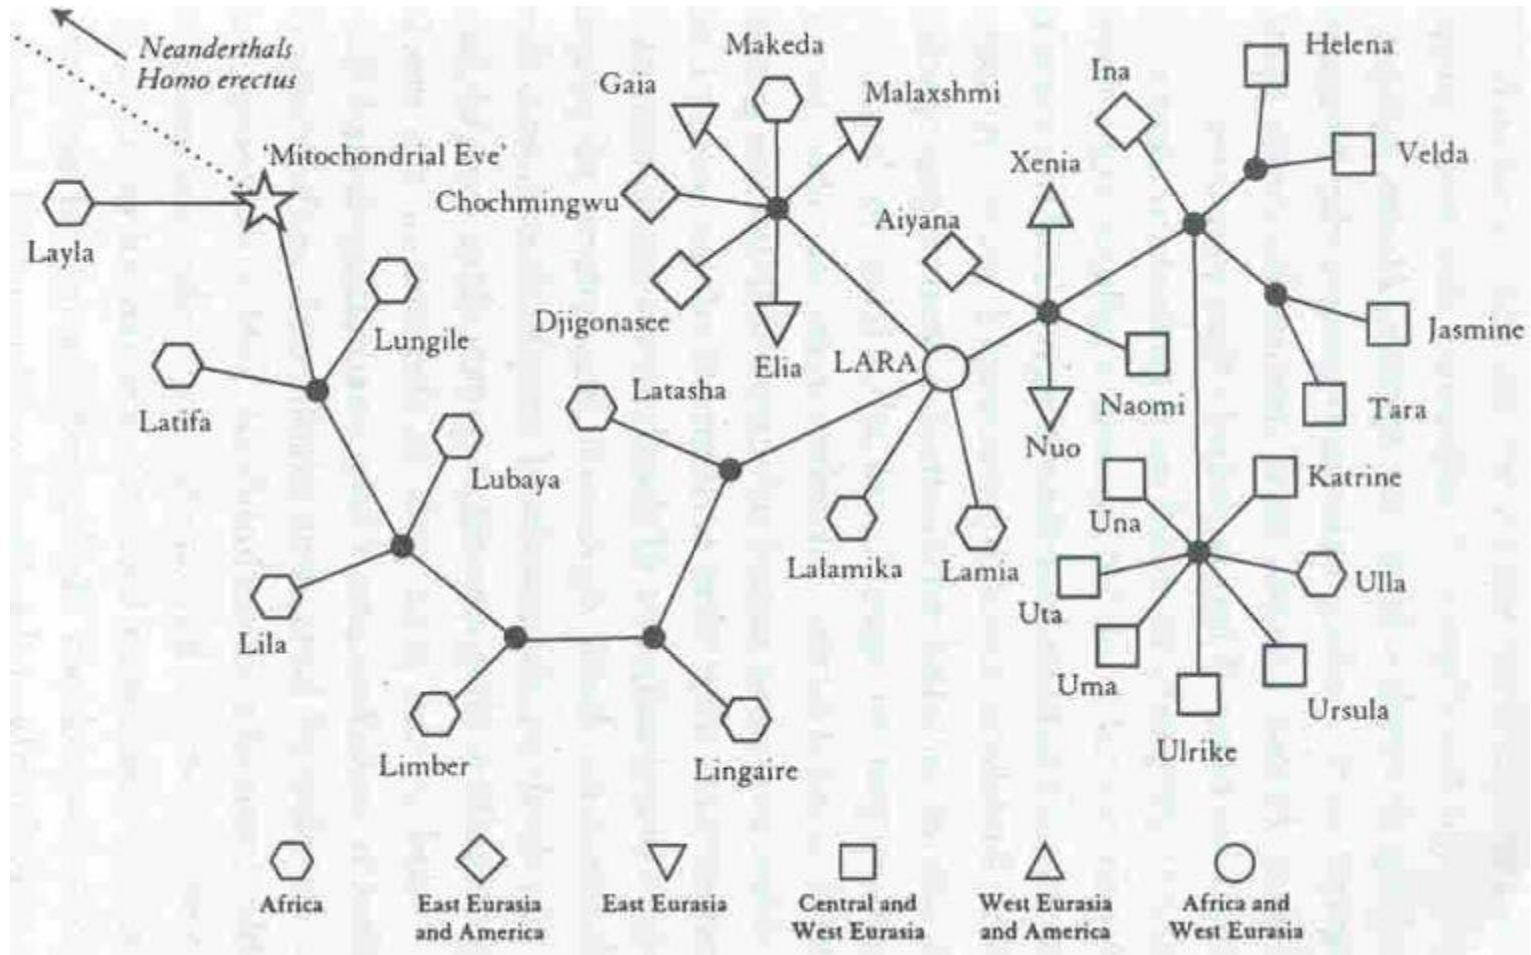 Neanderthals
Homo erectus
'Mitochondrial Eve'
Layla
Lungile
Latifa
Lubaya
Lila
Limber
Lingaire
Latasha
LARA
Lalamika
Lamia
Makeda
Gaia
Malaxshmi
Chochmingwu
Djigonasee
Elia
Aiyana
Xenia
Naomi
Nuo
Ina
Helena
Velda
Jasmine
Tara
Katrine
Una
Uta
Ulla
Uma
Ursula
Ulrike
Africa
East Eurasia
and America
East Eurasia
Central and
West Eurasia
West Eurasia
and America
Africa and
West Eurasia